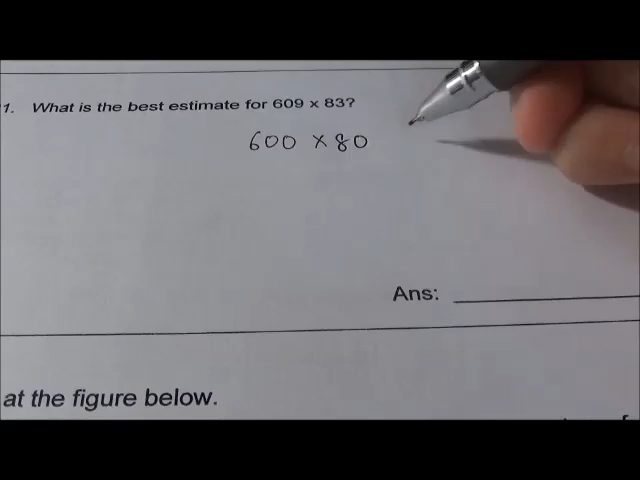 1. What is the best estimate for 609 x 83?
600 × 80
Ans:
at the figure below.